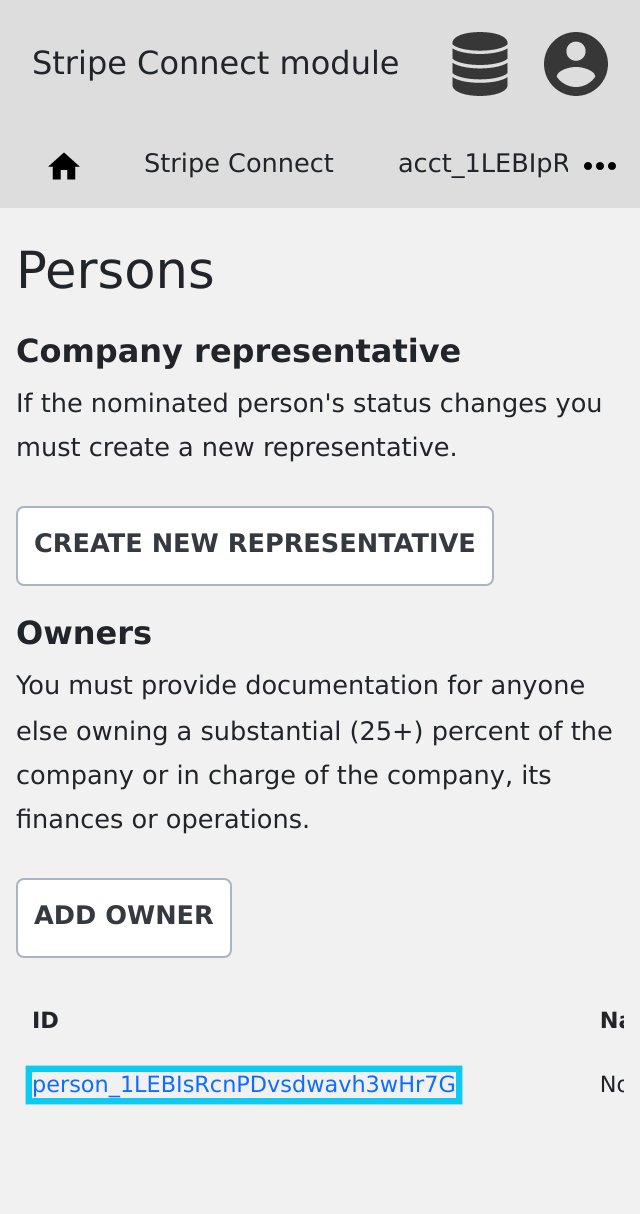 Stripe Connect module
Stripe Connect acct_1LEBIpR
Persons
Company representative
If the nominated person's status changes you
must create a new representative.
CREATE NEW REPRESENTATIVE
Owners
You must provide documentation for anyone
else owning a substantial (25+) percent of the
company or in charge of the company, its
finances or operations.
ADD OWNER
ID
person_1LEBIsRcnPDvsdwavh3wHr7G